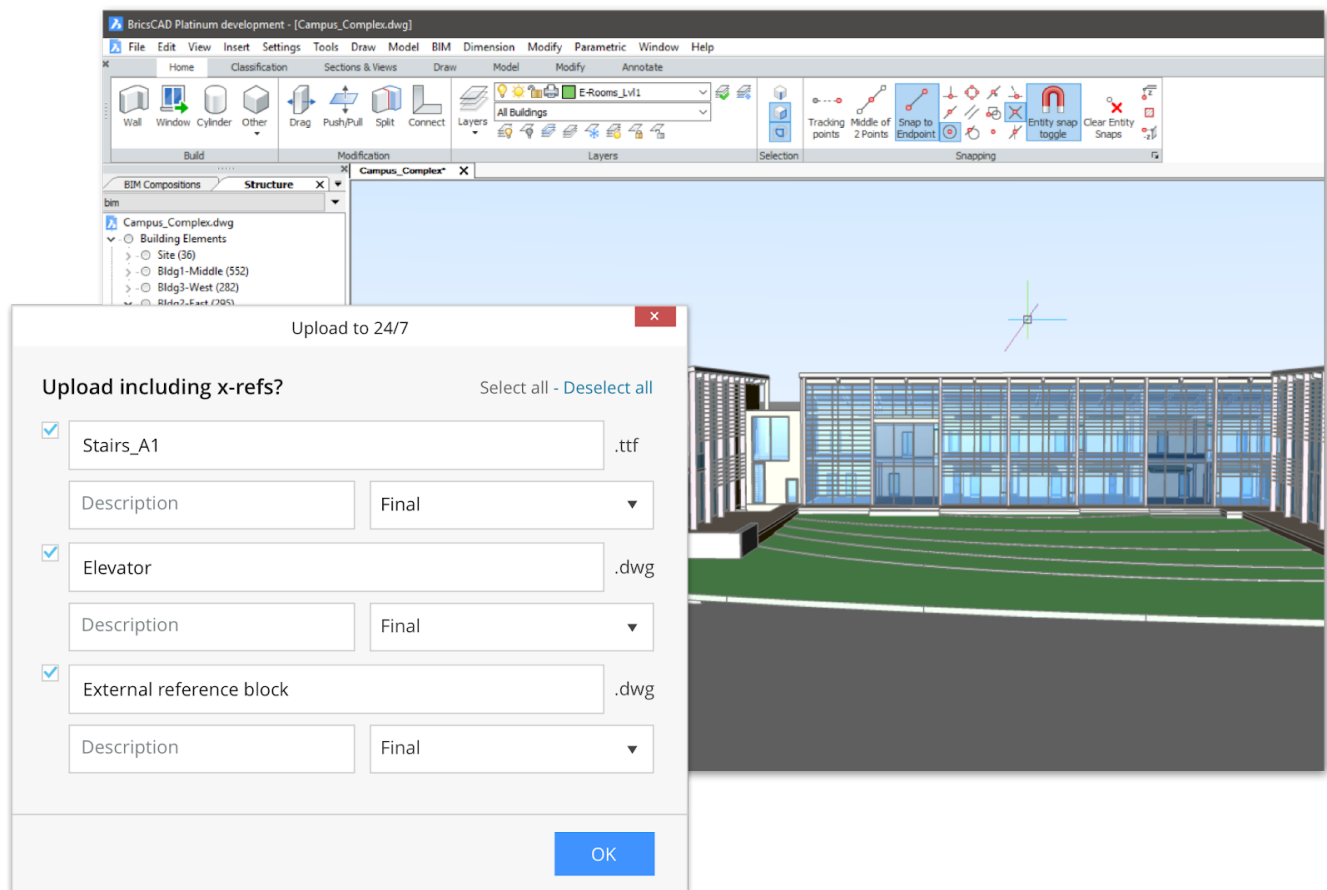 BricsCAD Platinum development - [Campus_Complex.dwg]
File Edit View Insert Settings Tools Draw Model BIM Dimension Modify Parametric Window Help
Home Classification Sections & Views Draw Model Modify Annotate
E-Rooms_Lvl1
All Buildings
Wall Window Cylinder Other Drag Push/Pull Split Connect Layers
Tracking points Middle of 2 Points Snap to Endpoint Entity snap toggle Clear Entity Snaps
Build Modification Layers Selection Snapping
Campus_Complex*
BIM Compositions Structure
bim
Campus_Complex.dwg
Building Elements
Site (36)
Bldg1-Middle (552)
Bldg3-West (282)
Bldg2-East (295)
Upload to 24/7
Upload including x-refs? Select all - Deselect all
Stairs_A1 .ttf
Description Final
Elevator .dwg
Description Final
External reference block .dwg
Description Final
OK